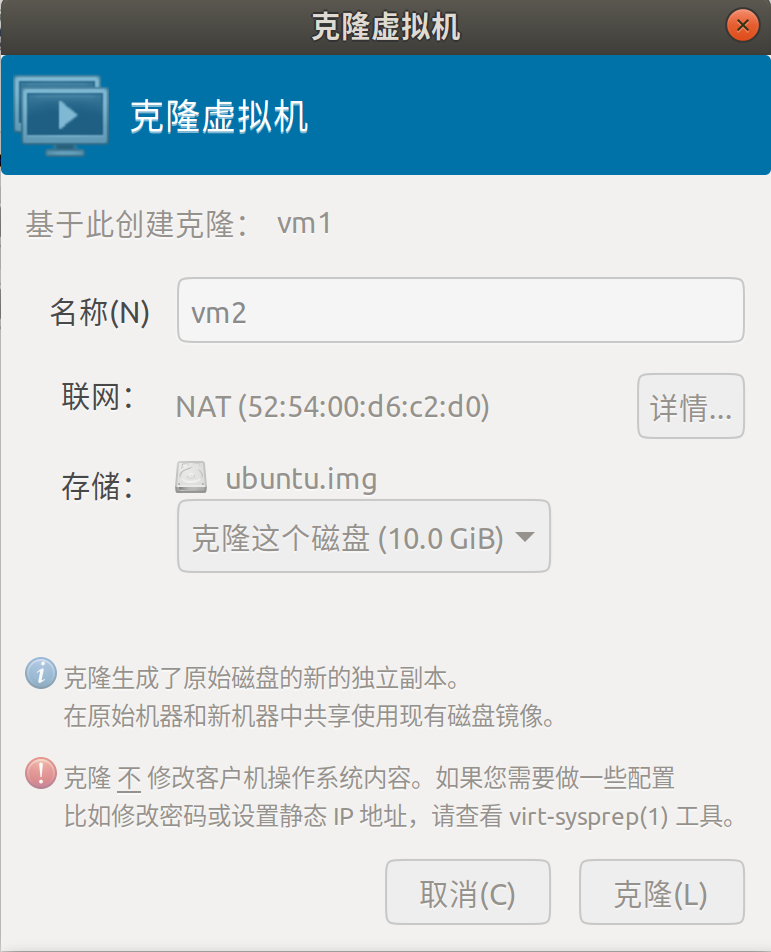 克隆虚拟机
克隆虚拟机
基于此创建克隆： vm1
名称(N) vm2
联网： NAT (52:54:00:d6:c2:d0) 详情...
存储： ubuntu.img
克隆这个磁盘 (10.0 GiB)
克隆生成了原始磁盘的新的独立副本。
在原始机器和新机器中共享使用现有磁盘镜像。
克隆 不 修改客户机操作系统内容。如果您需要做一些配置
比如修改密码或设置静态 IP 地址，请查看 virt-sysprep(1) 工具。
取消(C) 克隆(L)